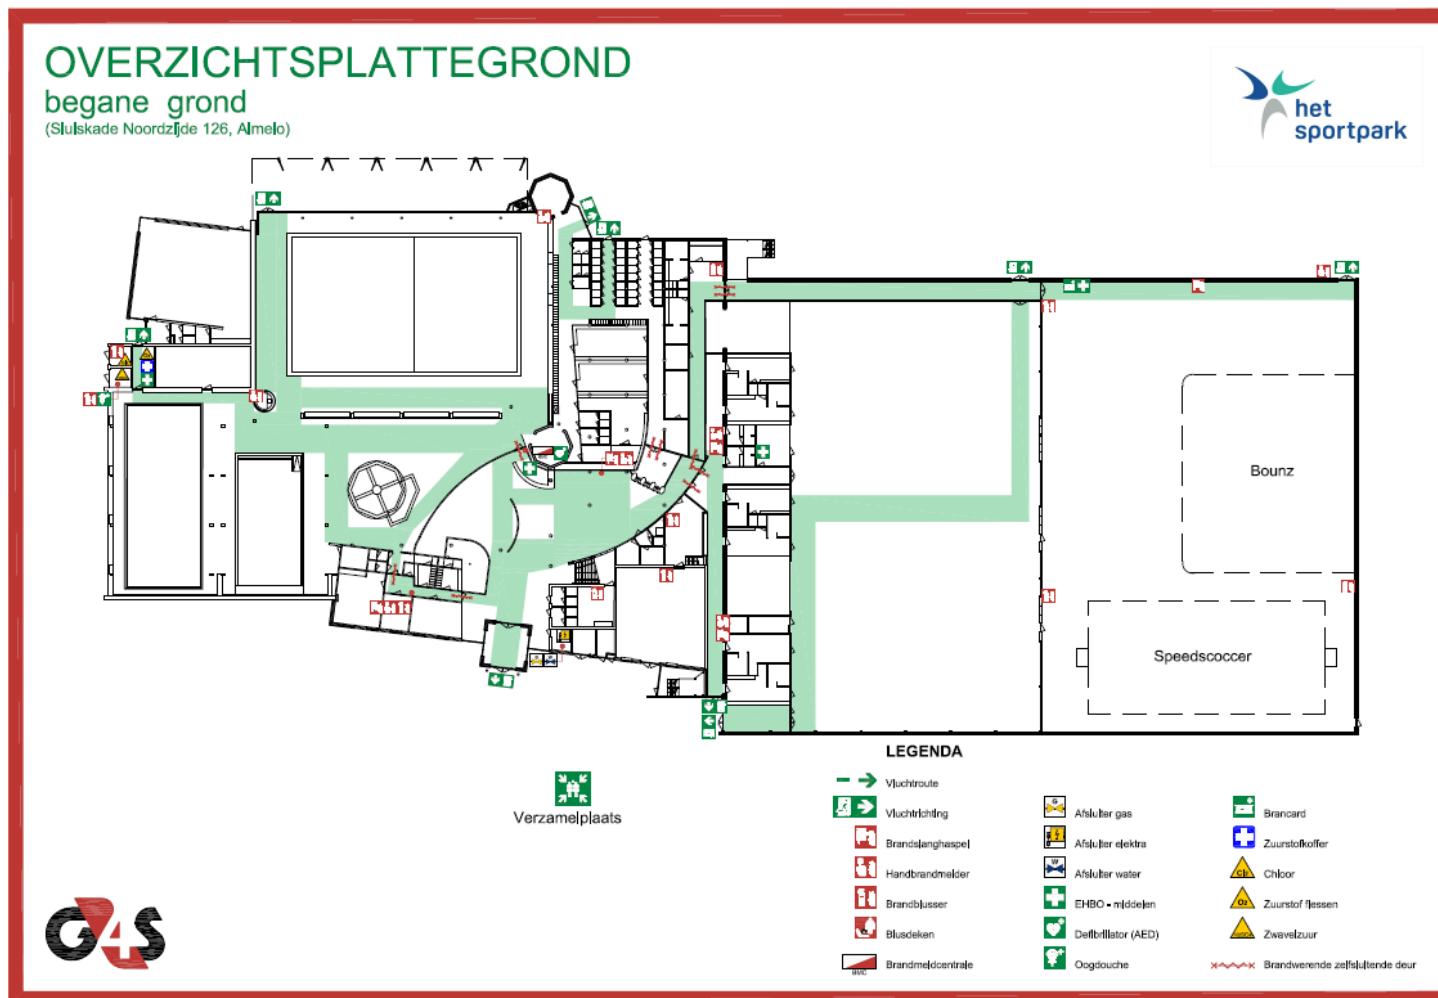 OVERZICHTSPLATTEGROND
begane grond
(Sluiskade Noordzijde 126, Almelo)
het
sportpark
Bounz
Speedscoccer
Verzamelplaats
LEGENDA
Vluchtroute
Vluchtrichting
Brandslanghaspel
Handbrandmelder
Brandblusser
Blusdeken
BMC
Brandmeldcentrale
G
Afsluiter gas
Afsluiter elektra
W
Afsluiter water
EHBO - middelen
Defibrillator (AED)
Oogdouche
Brancard
Zuurstofkoffer
Chloor
O2
Zuurstof flessen
Zwavelzuur
Brandwerende zelfsluitende deur
G4S